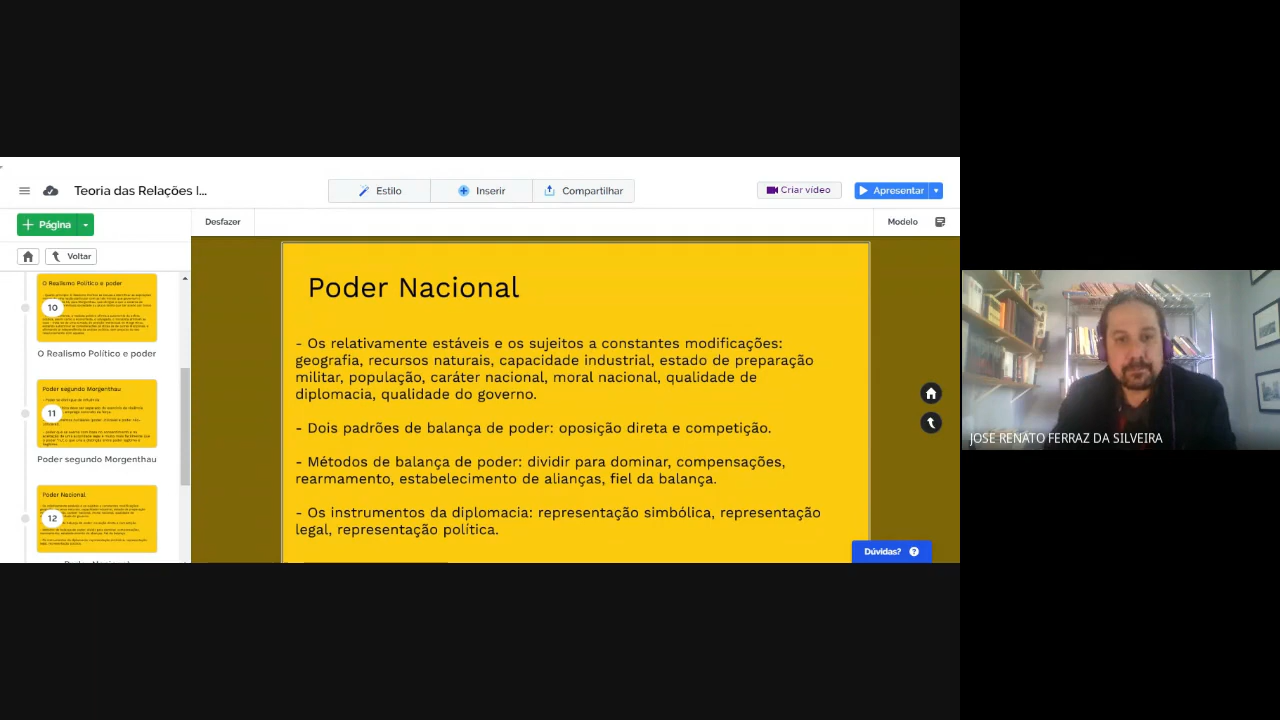 Teoria das Relações I...
Estilo
Inserir
Compartilhar
Criar vídeo
Apresentar
Página
Desfazer
Modelo
Voltar
O Realismo Político e poder
10
O Realismo Político e poder
Poder segundo Morgenthau
11
Poder segundo Morgenthau
Poder Nacional
12
Poder Nacional
- Os relativamente estáveis e os sujeitos a constantes modificações:
geografia, recursos naturais, capacidade industrial, estado de preparação
militar, população, caráter nacional, moral nacional, qualidade de
diplomacia, qualidade do governo.
- Dois padrões de balança de poder: oposição direta e competição.
- Métodos de balança de poder: dividir para dominar, compensações,
rearmamento, estabelecimento de alianças, fiel da balança.
- Os instrumentos da diplomacia: representação simbólica, representação
legal, representação política.
Dúvidas?
JOSE RENATO FERRAZ DA SILVEIRA